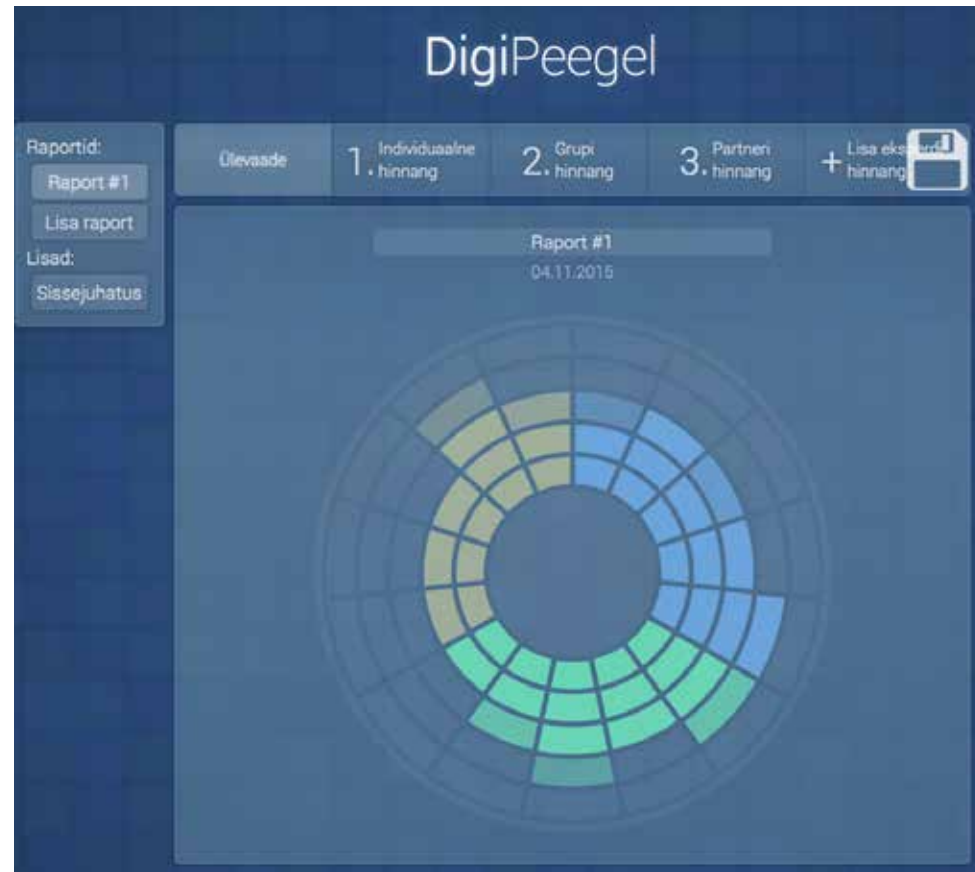 DigiPeegel
Raportid:
Raport #1
Lisa raport
Lisad:
Sissejuhatus
Ülevaade
1. Individuaalne
hinnang
2. Grupi
hinnang
3. Partneri
hinnang
+ Lisa
hinnang
Raport #1
04.11.2015